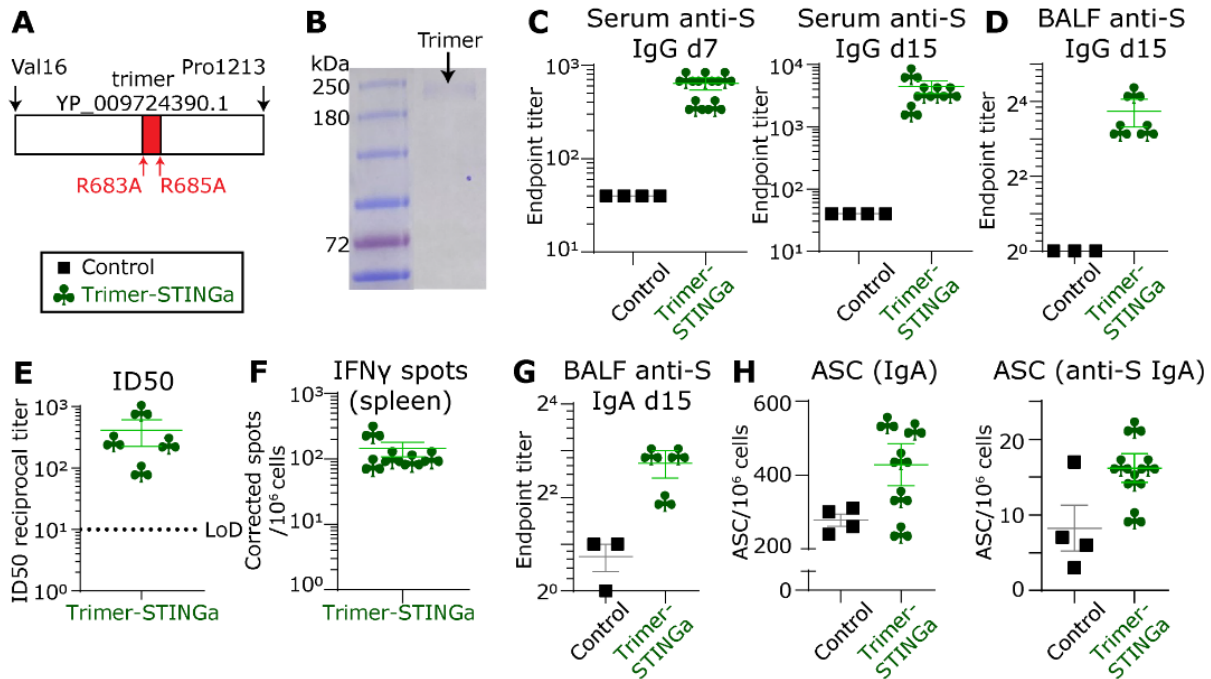 A
Val16
Pro1213
trimer
YP_009724390.1
R683A
R685A
Control
Trimer-STINGa
B
Trimer
kDa
250
180
72
C
Serum anti-S
IgG d7
Endpoint titer
10³
10²
10¹
Control
Trimer-
STINGa
Serum anti-S
IgG d15
Endpoint titer
10⁴
10³
10²
10¹
Control
Trimer-
STINGa
D
BALF anti-S
IgG d15
Endpoint titer
2⁴
2²
2⁰
Control
Trimer-
STINGa
E
ID50
ID50 reciprocal titer
10³
10²
10¹
10⁰
LoD
Trimer-STINGa
F
IFNγ spots
(spleen)
Corrected spots
/10⁶ cells
10³
10²
10¹
10⁰
Trimer-STINGa
G
BALF anti-S
IgA d15
Endpoint titer
2⁴
2²
2⁰
Control
Trimer-
STINGa
H
ASC (IgA)
ASC/10⁶ cells
600
400
200
0
Control
Trimer-
STINGa
ASC (anti-S IgA)
ASC/10⁶ cells
20
10
0
Control
Trimer-
STINGa